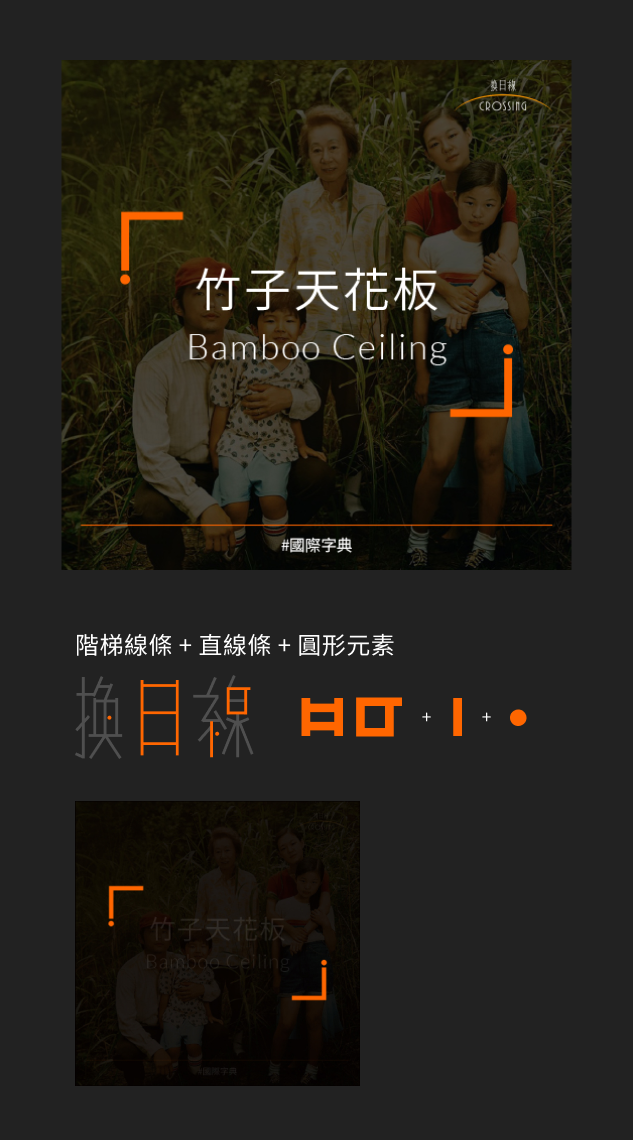 換日線
CROSSING
竹子天花板
Bamboo Ceiling
#國際字典
階梯線條 + 直線條 + 圓形元素
換日線
+ +
竹子天花板
Bamboo Ceiling
#國際字典